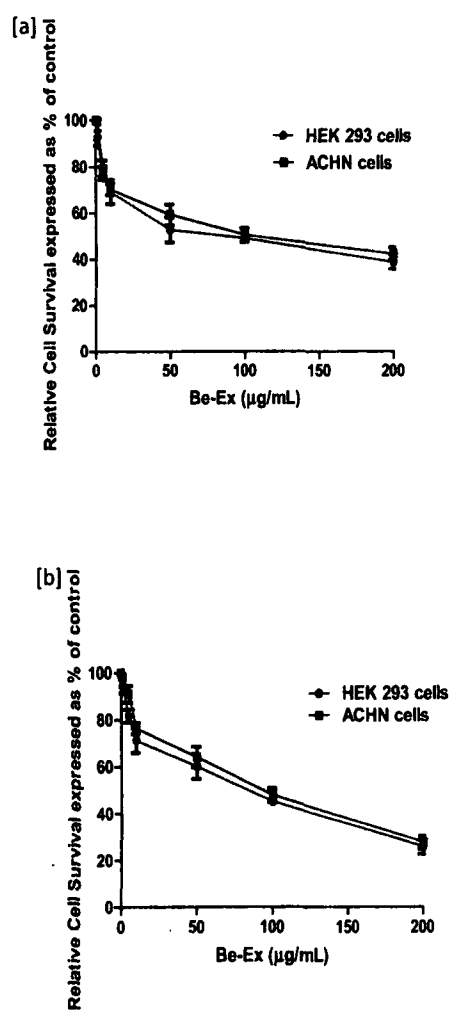 [a]
Relative Cell Survival expressed as % of control
100
80
60
40
20
0
0 50 100 150 200
Be-Ex (µg/mL)
HEK 293 cells
ACHN cells
[b]
Relative Cell Survival expressed as % of control
100
80
60
40
20
0
0 50 100 150 200
Be-Ex (µg/mL)
HEK 293 cells
ACHN cells